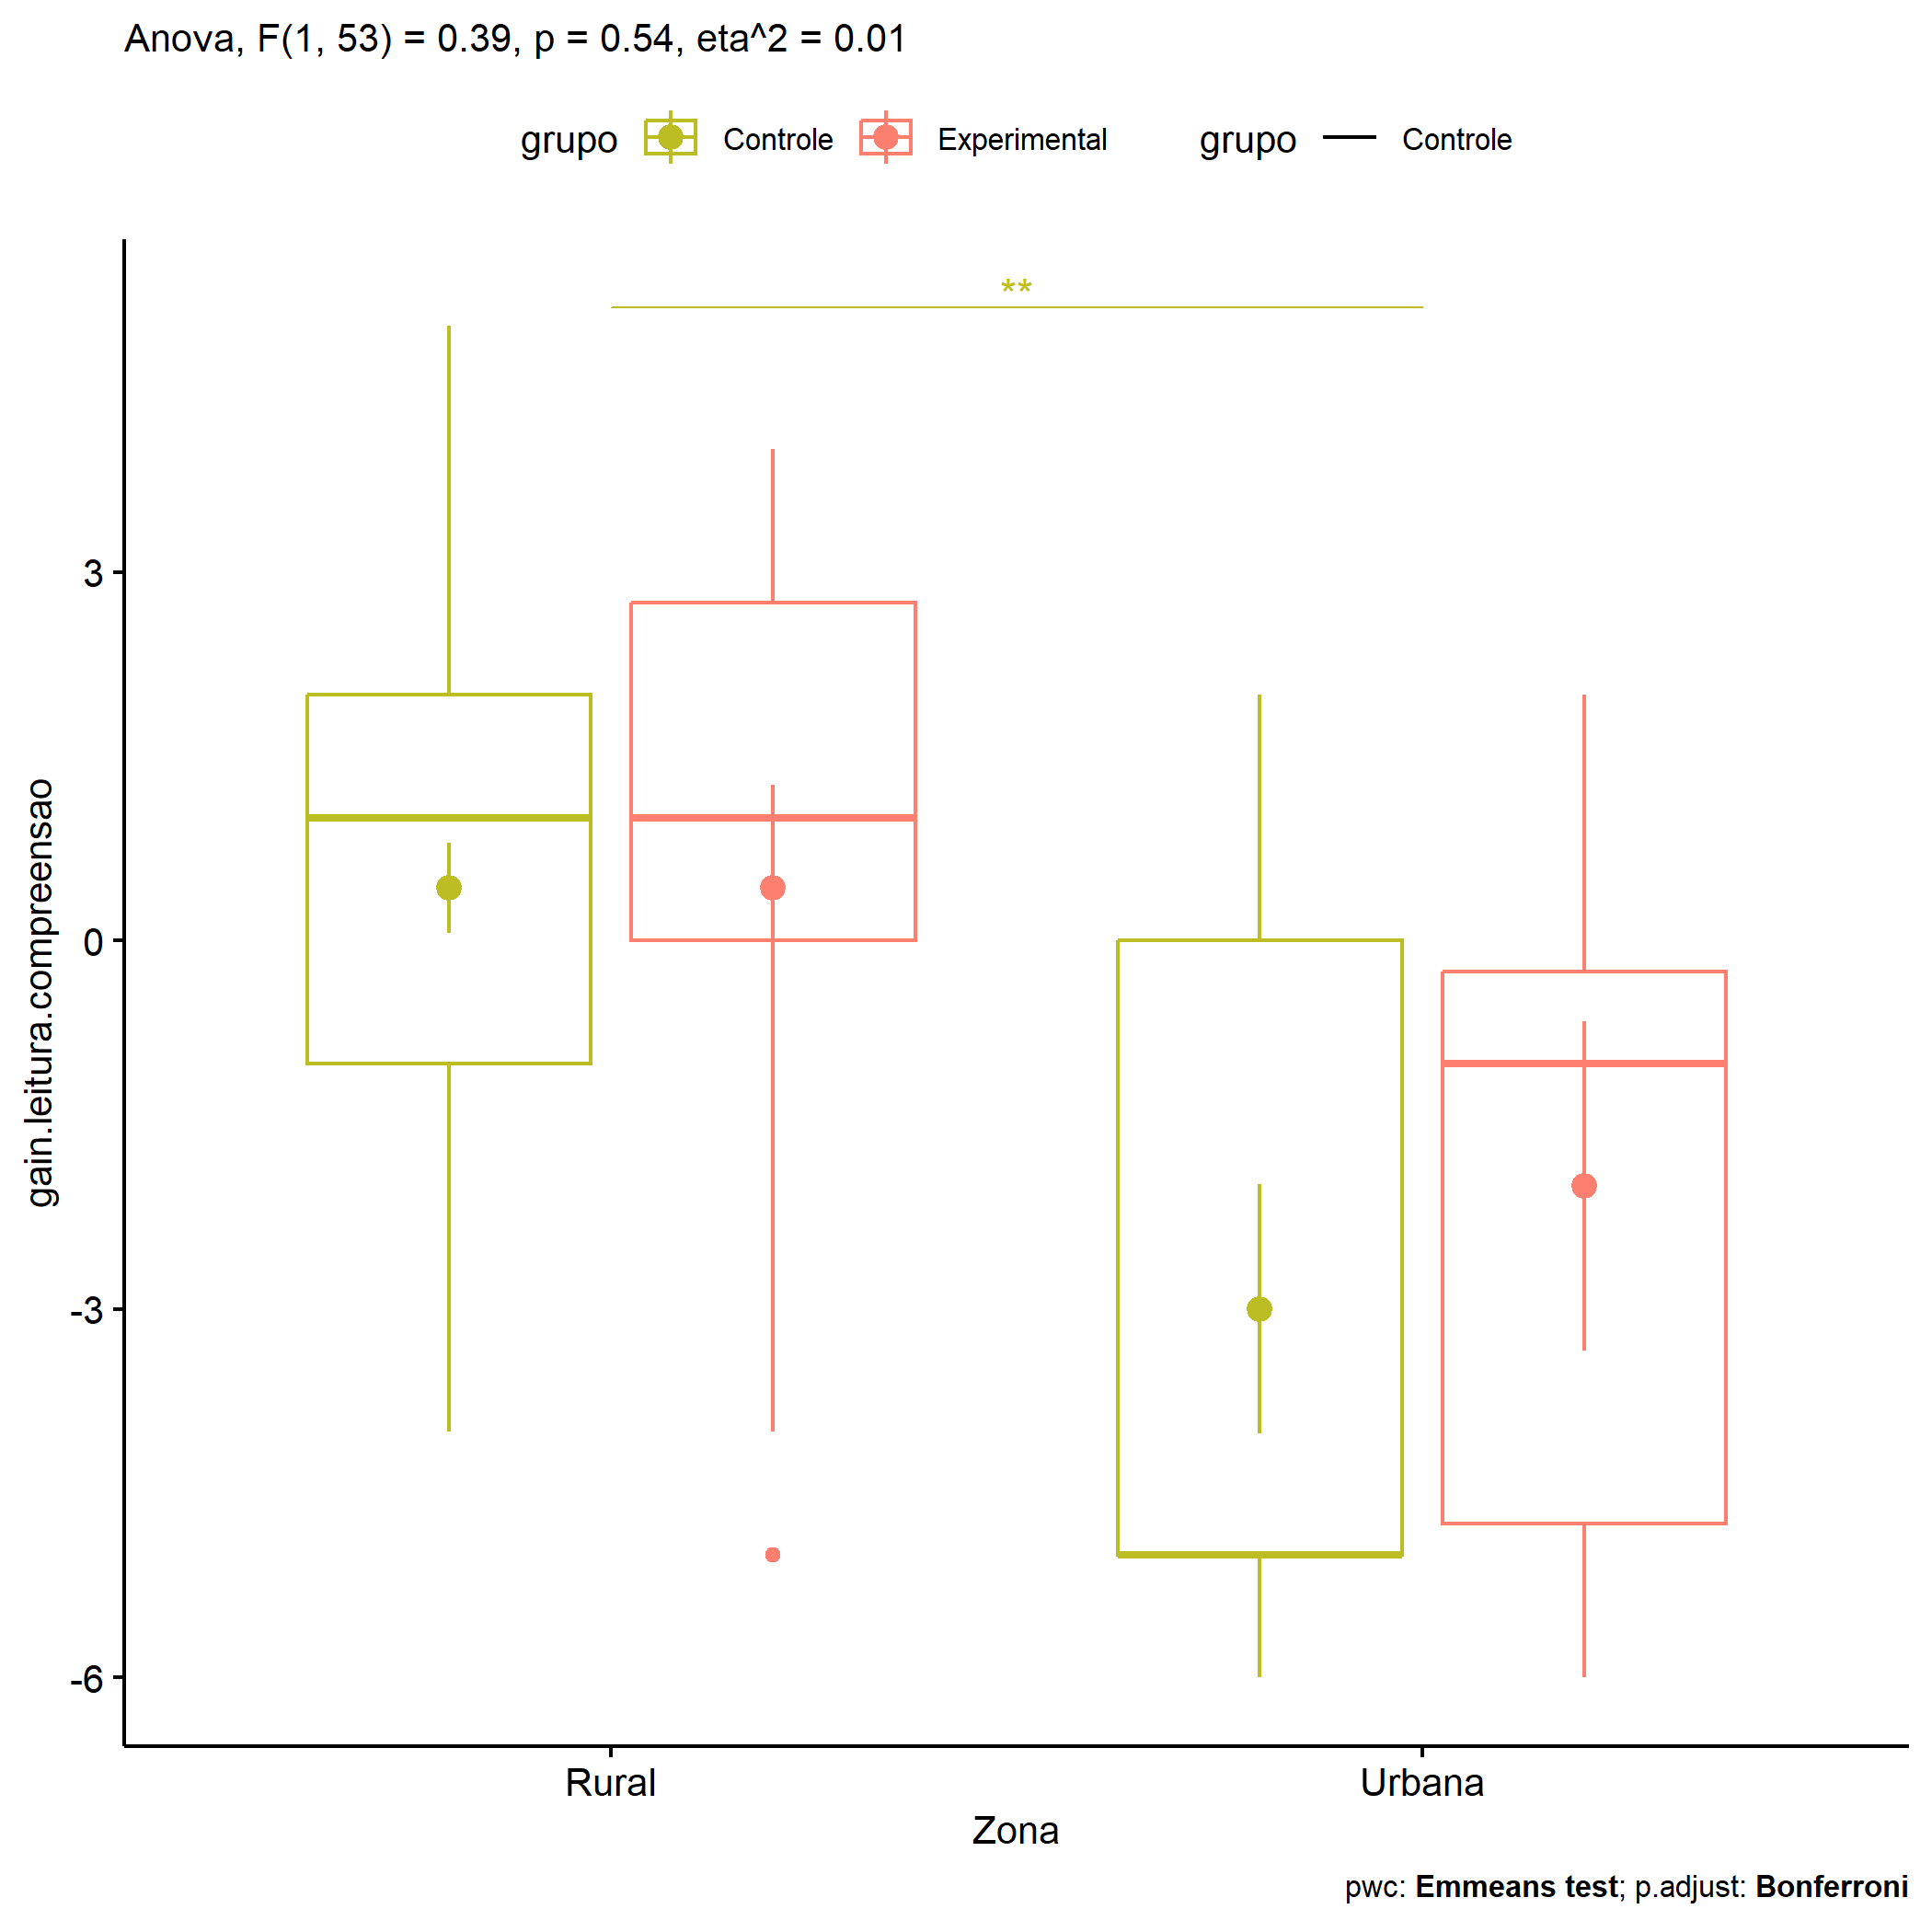 Anova, F(1, 53) = 0.39, p = 0.54, eta^2 = 0.01
grupo Controle Experimental grupo Controle
**
3
0
-3
-6
gain.leitura.compreensao
Rural Urbana
Zona
pwc: Emmeans test; p.adjust: Bonferroni